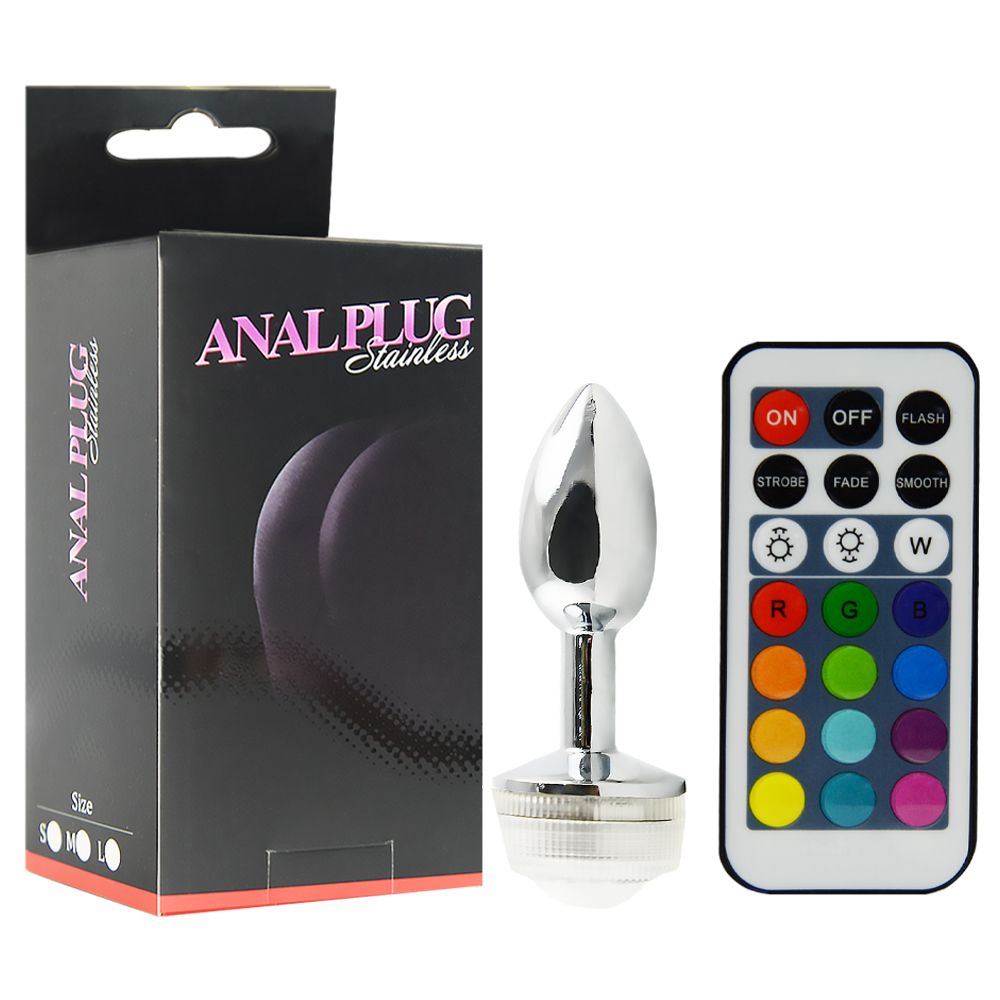 ANAL PLUG
Stainless
ANAL PLUG
Stainless
Size
S M L
ON OFF FLASH
STROBE FADE SMOOTH
W
R G B